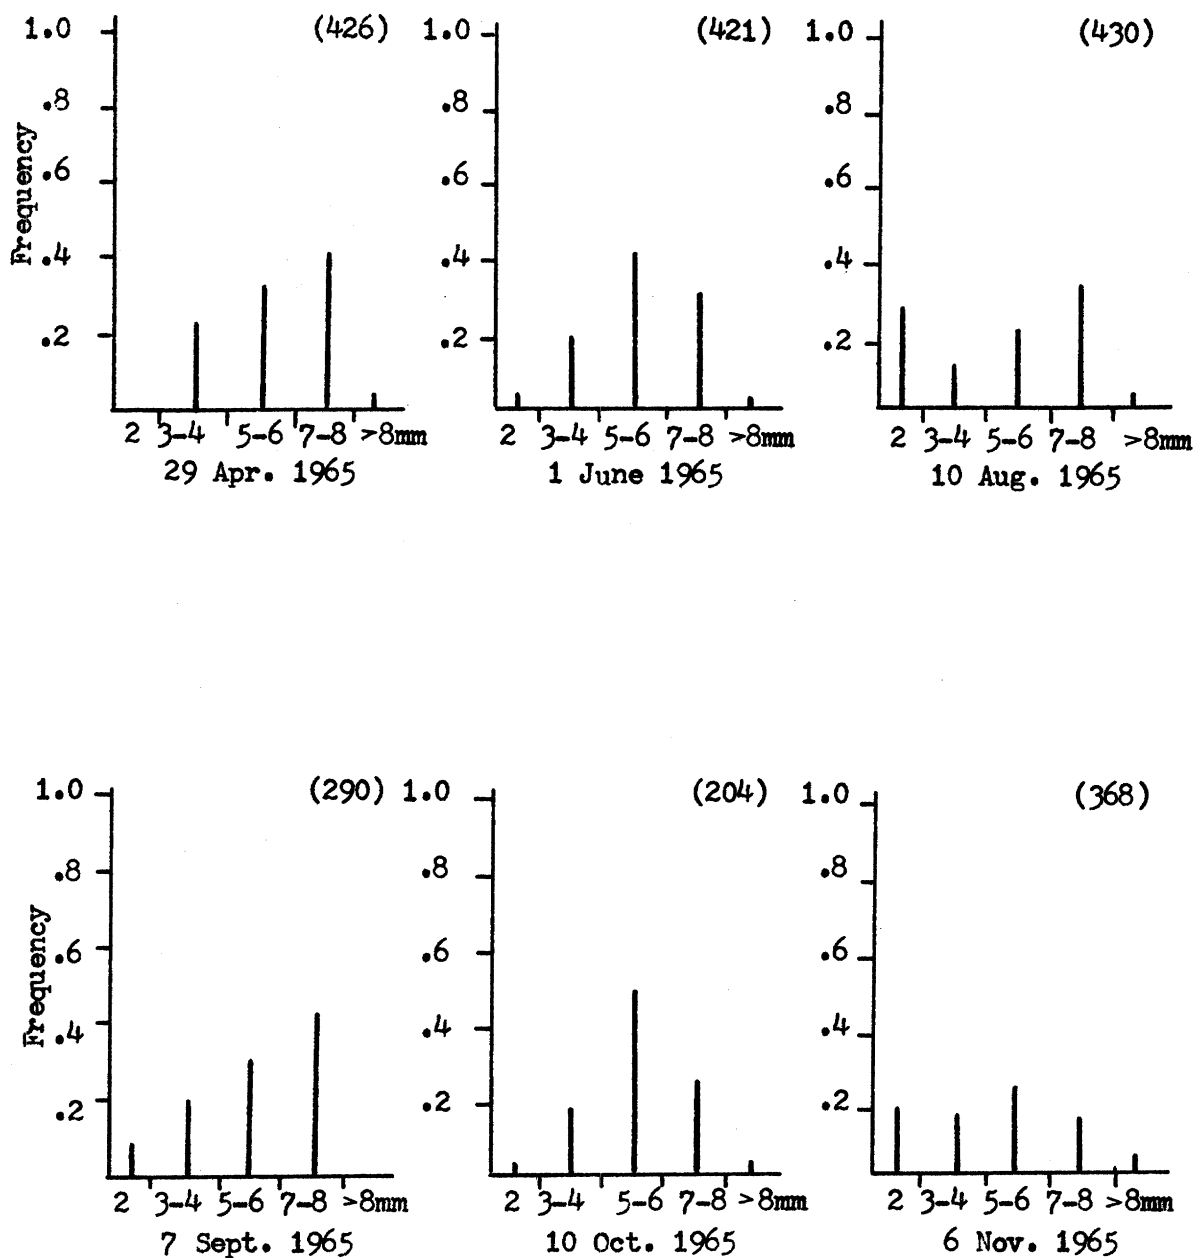 1.0 (426)
.8
.6
.4
.2
Frequency
2 3-4 5-6 7-8 >8mm
29 Apr. 1965
1.0 (421)
.8
.6
.4
.2
2 3-4 5-6 7-8 >8mm
1 June 1965
1.0 (430)
.8
.6
.4
.2
2 3-4 5-6 7-8 >8mm
10 Aug. 1965
1.0 (290)
.8
.6
.4
.2
Frequency
2 3-4 5-6 7-8 >8mm
7 Sept. 1965
1.0 (204)
.8
.6
.4
.2
2 3-4 5-6 7-8 >8mm
10 Oct. 1965
1.0 (368)
.8
.6
.4
.2
2 3-4 5-6 7-8 >8mm
6 Nov. 1965